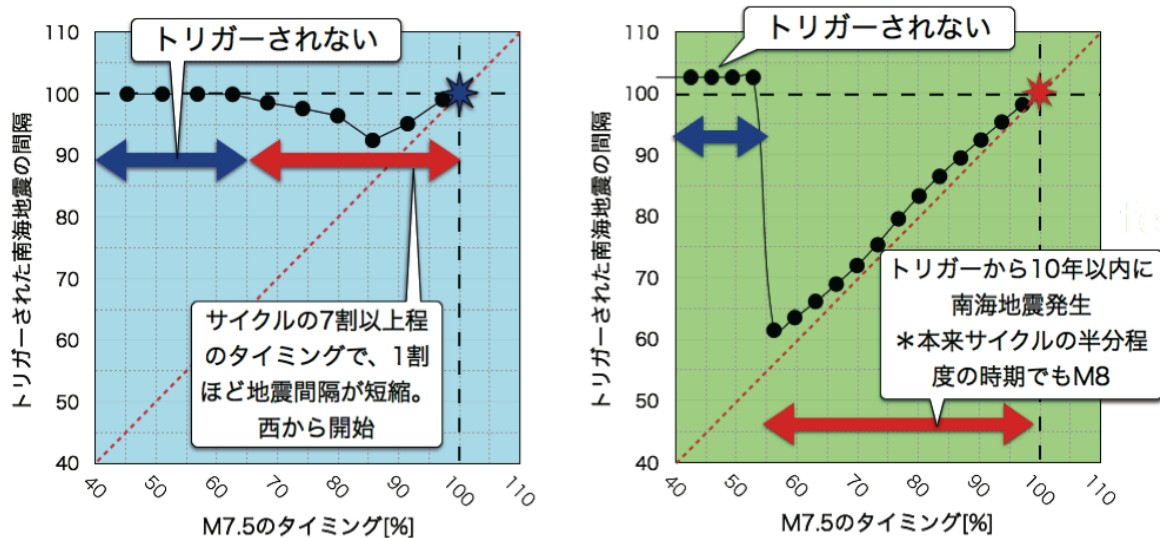 110
100
90
80
70
60
50
40
トリガーされた南海地震の間隔
トリガーされない
サイクルの7割以上程
のタイミングで、1割
ほど地震間隔が短縮。
西から開始
40 50 60 70 80 90 100 110
M7.5のタイミング[%]
110
100
90
80
70
60
50
40
トリガーされた南海地震の間隔
トリガーされない
トリガーから10年以内に
南海地震発生
＊本来サイクルの半分程
度の時期でもM8
40 50 60 70 80 90 100 110
M7.5のタイミング[%]